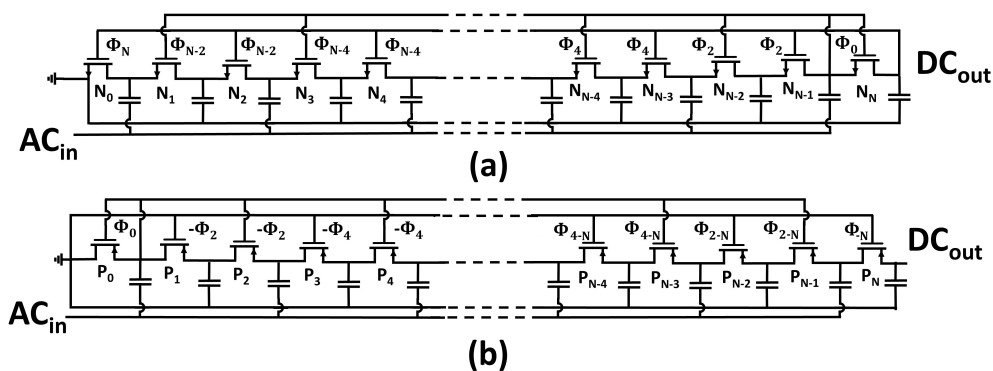 Φ_N Φ_N-2 Φ_N-2 Φ_N-4 Φ_N-4 Φ_4 Φ_4 Φ_2 Φ_2 Φ_0
DC_out
N_0 N_1 N_2 N_3 N_4 N_N-4 N_N-3 N_N-2 N_N-1 N_N
AC_in
(a)
Φ_0 -Φ_2 -Φ_2 -Φ_4 -Φ_4 Φ_4-N Φ_4-N Φ_2-N Φ_2-N Φ_-N
DC_out
P_0 P_1 P_2 P_3 P_4 P_N-4 P_N-3 P_N-2 P_N-1 P_N
AC_in
(b)